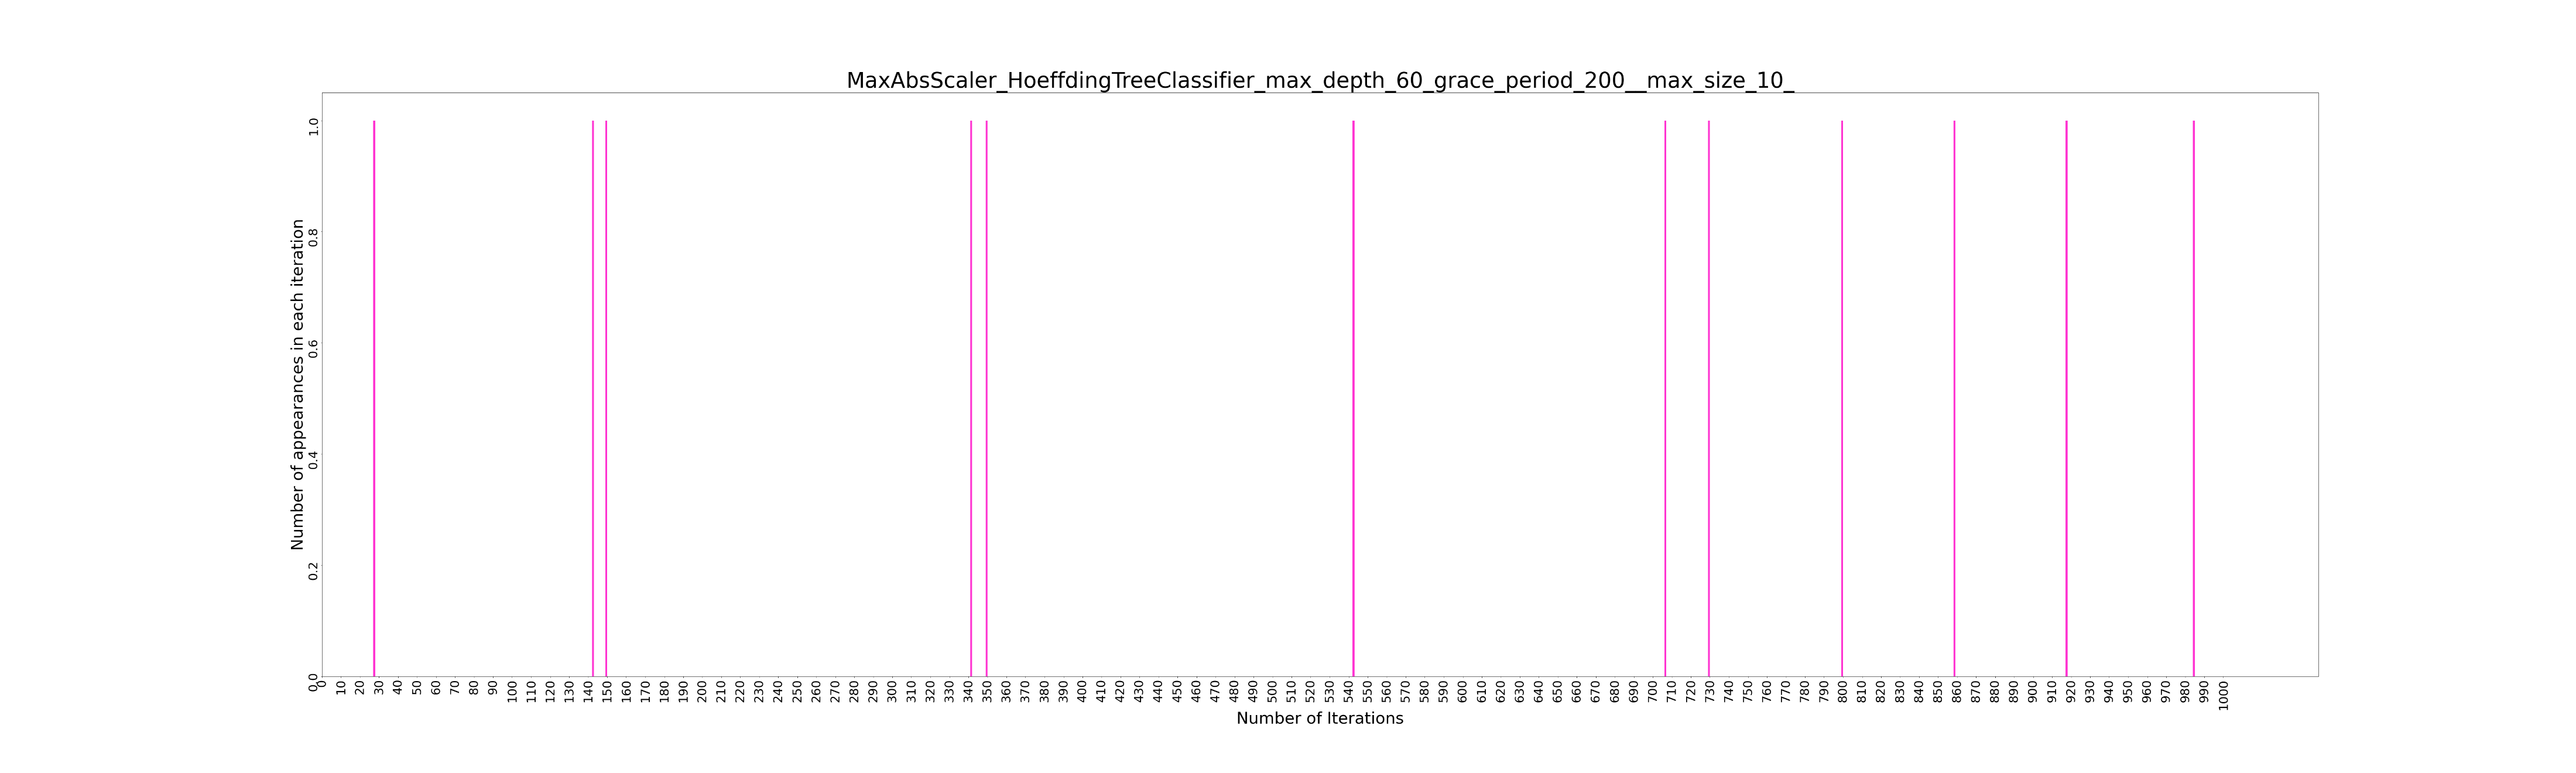 MaxAbsScaler_HoeffdingTreeClassifier_max_depth_60_grace_period_200__max_size_10_
Number of appearances in each iteration
1.0
0.8
0.6
0.4
0.2
0.0
0 10 20 30 40 50 60 70 80 90 100 110 120 130 140 150 160 170 180 190 200 210 220 230 240 250 260 270 280 290 300 310 320 330 340 350 360 370 380 390 400 410 420 430 440 450 460 470 480 490 500 510 520 530 540 550 560 570 580 590 600 610 620 630 640 650 660 670 680 690 700 710 720 730 740 750 760 770 780 790 800 810 820 830 840 850 860 870 880 890 900 910 920 930 940 950 960 970 980 990 1000
Number of Iterations